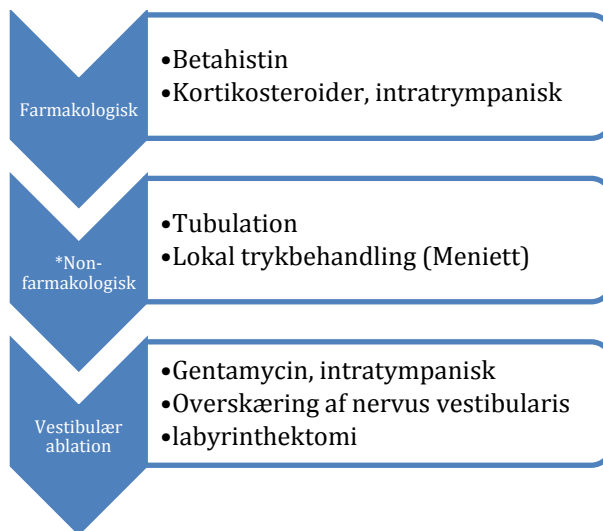 Farmakologisk
•Betahistin
•Kortikosteroider, intratrympanisk
*Non-
farmakologisk
•Tubulation
•Lokal trykbehandling (Meniett)
Vestibulær
ablation
•Gentamycin, intratympanisk
•Overskæring af nervus vestibularis
•labyrinthektomi